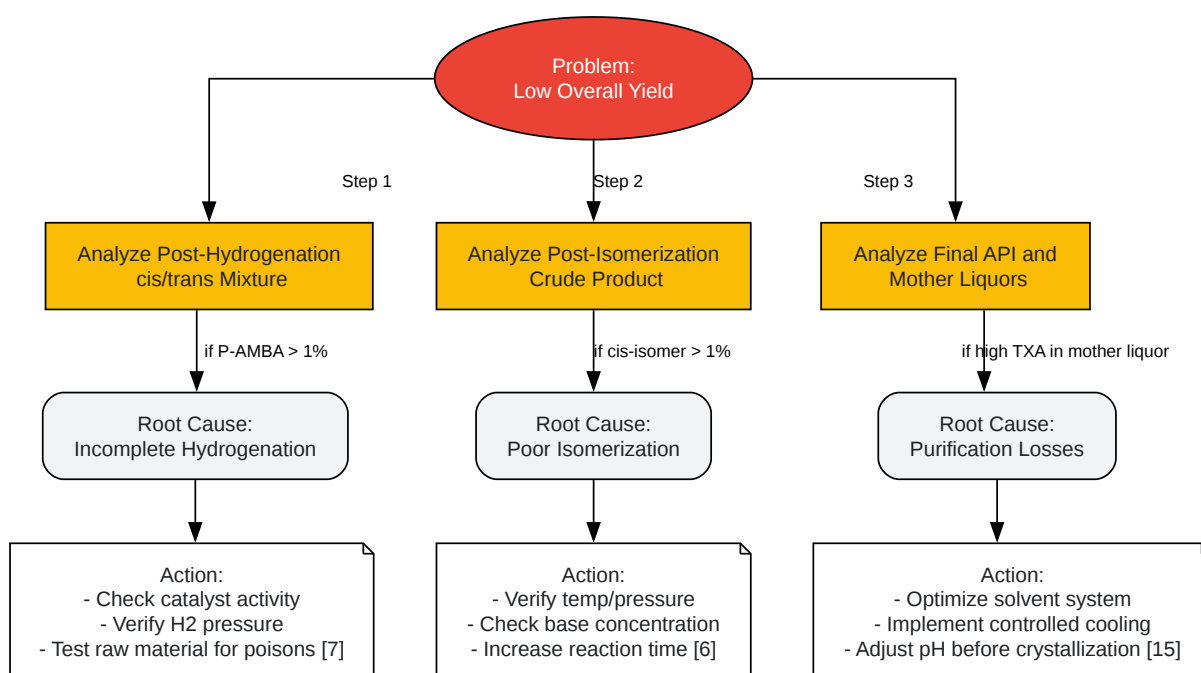 Problem:
Low Overall Yield
Step 1
Step 2
Step 3
Analyze Post-Hydrogenation
cis/trans Mixture
Analyze Post-Isomerization
Crude Product
Analyze Final API and
Mother Liquors
if P-AMBA > 1%
if cis-isomer > 1%
if high TXA in mother liquor
Root Cause:
Incomplete Hydrogenation
Root Cause:
Poor Isomerization
Root Cause:
Purification Losses
Action:
- Check catalyst activity
- Verify H2 pressure
- Test raw material for poisons [7]
Action:
- Verify temp/pressure
- Check base concentration
- Increase reaction time [6]
Action:
- Optimize solvent system
- Implement controlled cooling
- Adjust pH before crystallization [15]